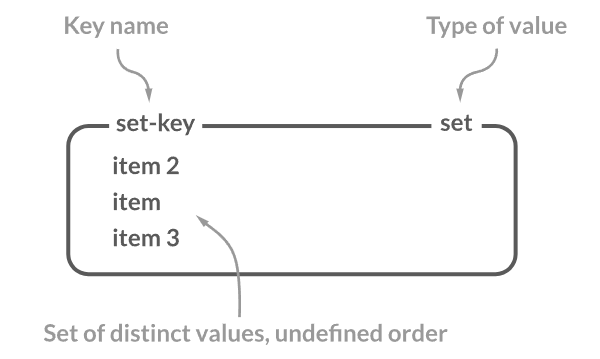 Key name
Type of value
set-key
set
item 2
item
item 3
Set of distinct values, undefined order